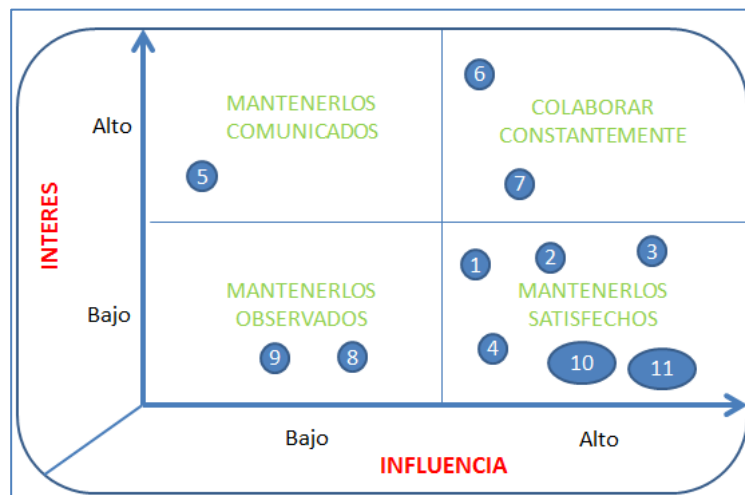 6
MANTENERLOS
COMUNICADOS
COLABORAR
CONSTANTEMENTE
Alto
5
7
INTERES
1
2
3
MANTENERLOS
OBSERVADOS
MANTENERLOS
SATISFECHOS
Bajo
9
8
4
10
11
Bajo
Alto
INFLUENCIA